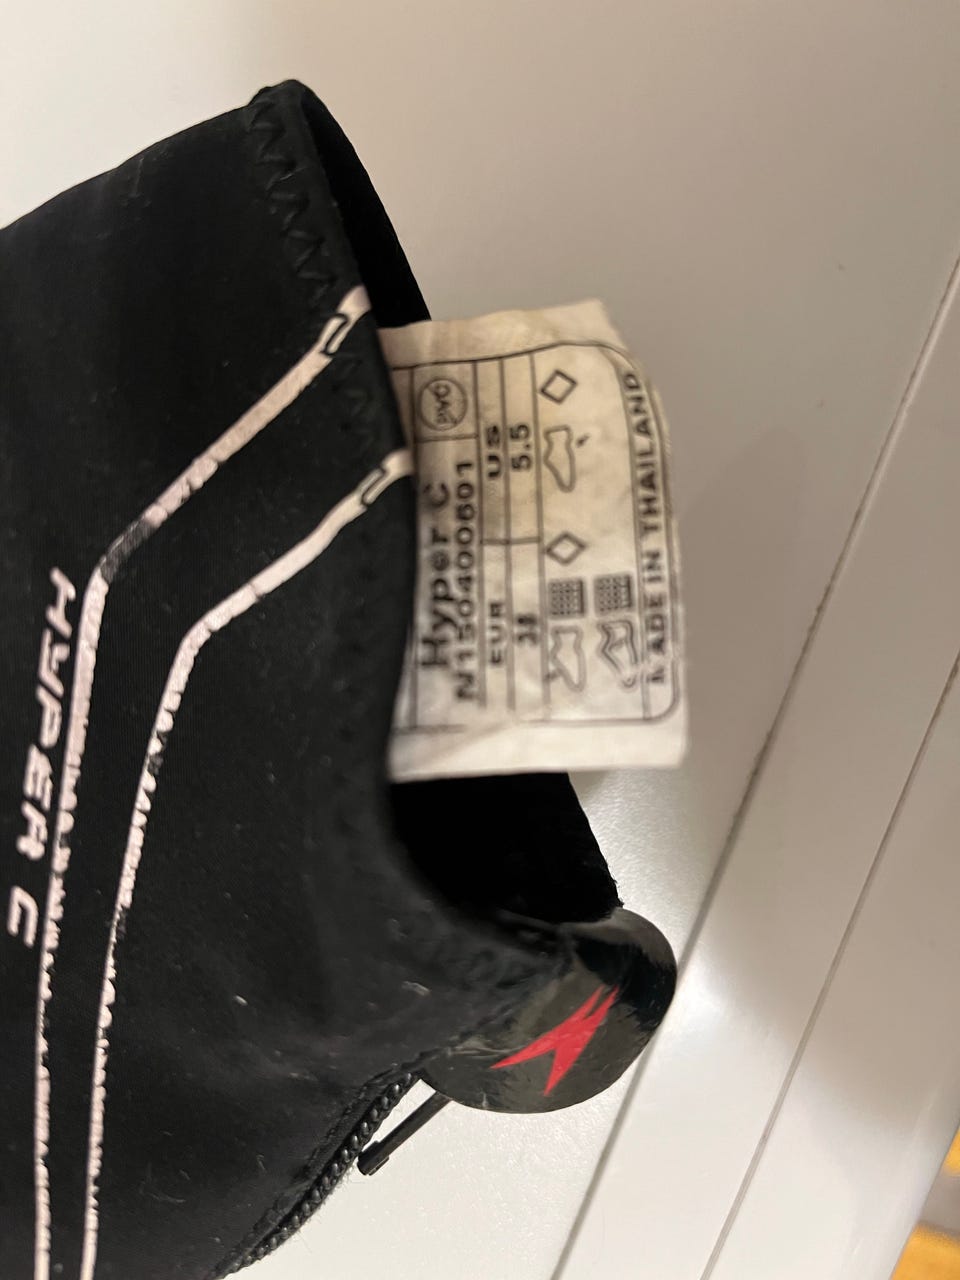 PVC
Hyper C
N150400601
EUR US
38 5.5
MADE IN THAILAND
HYPER C